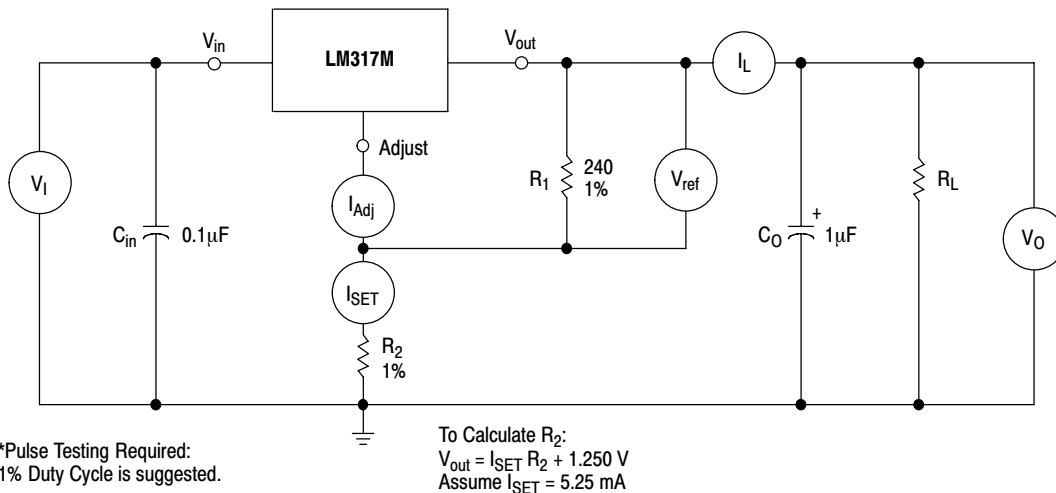 V_in
LM317M
V_out
I_L
Adjust
V_I
C_in
0.1μF
I_Adj
R_1
240
1%
V_ref
C_O
+
1μF
R_L
V_O
I_SET
R_2
1%
*Pulse Testing Required:
1% Duty Cycle is suggested.
To Calculate R_2:
V_out = I_SET R_2 + 1.250 V
Assume I_SET = 5.25 mA